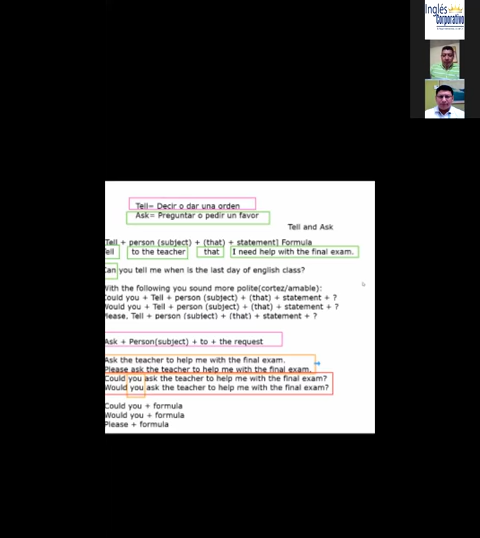 Inglés
Corporativo
Tell= Decir o dar una orden
Ask= Preguntar o pedir un favor
Tell and Ask
Tell + person (subject) + (that) + statement) Formula
Tell to the teacher that I need help with the final exam.
Can you tell me when is the last day of english class?
With the following you sound more polite(cortez/amable):
Could you + Tell + person (subject) + (that) + statement + ?
Would you + Tell + person (subject) + (that) + statement + ?
Please, Tell + person (subject) + (that) + statement + ?
Ask + Person(subject) + to + the request
Ask the teacher to help me with the final exam.
Please ask the teacher to help me with the final exam,
Could you ask the teacher to help me with the final exam?
Would you ask the teacher to help me with the final exam?
Could you + formula
Would you + formula
Please + formula